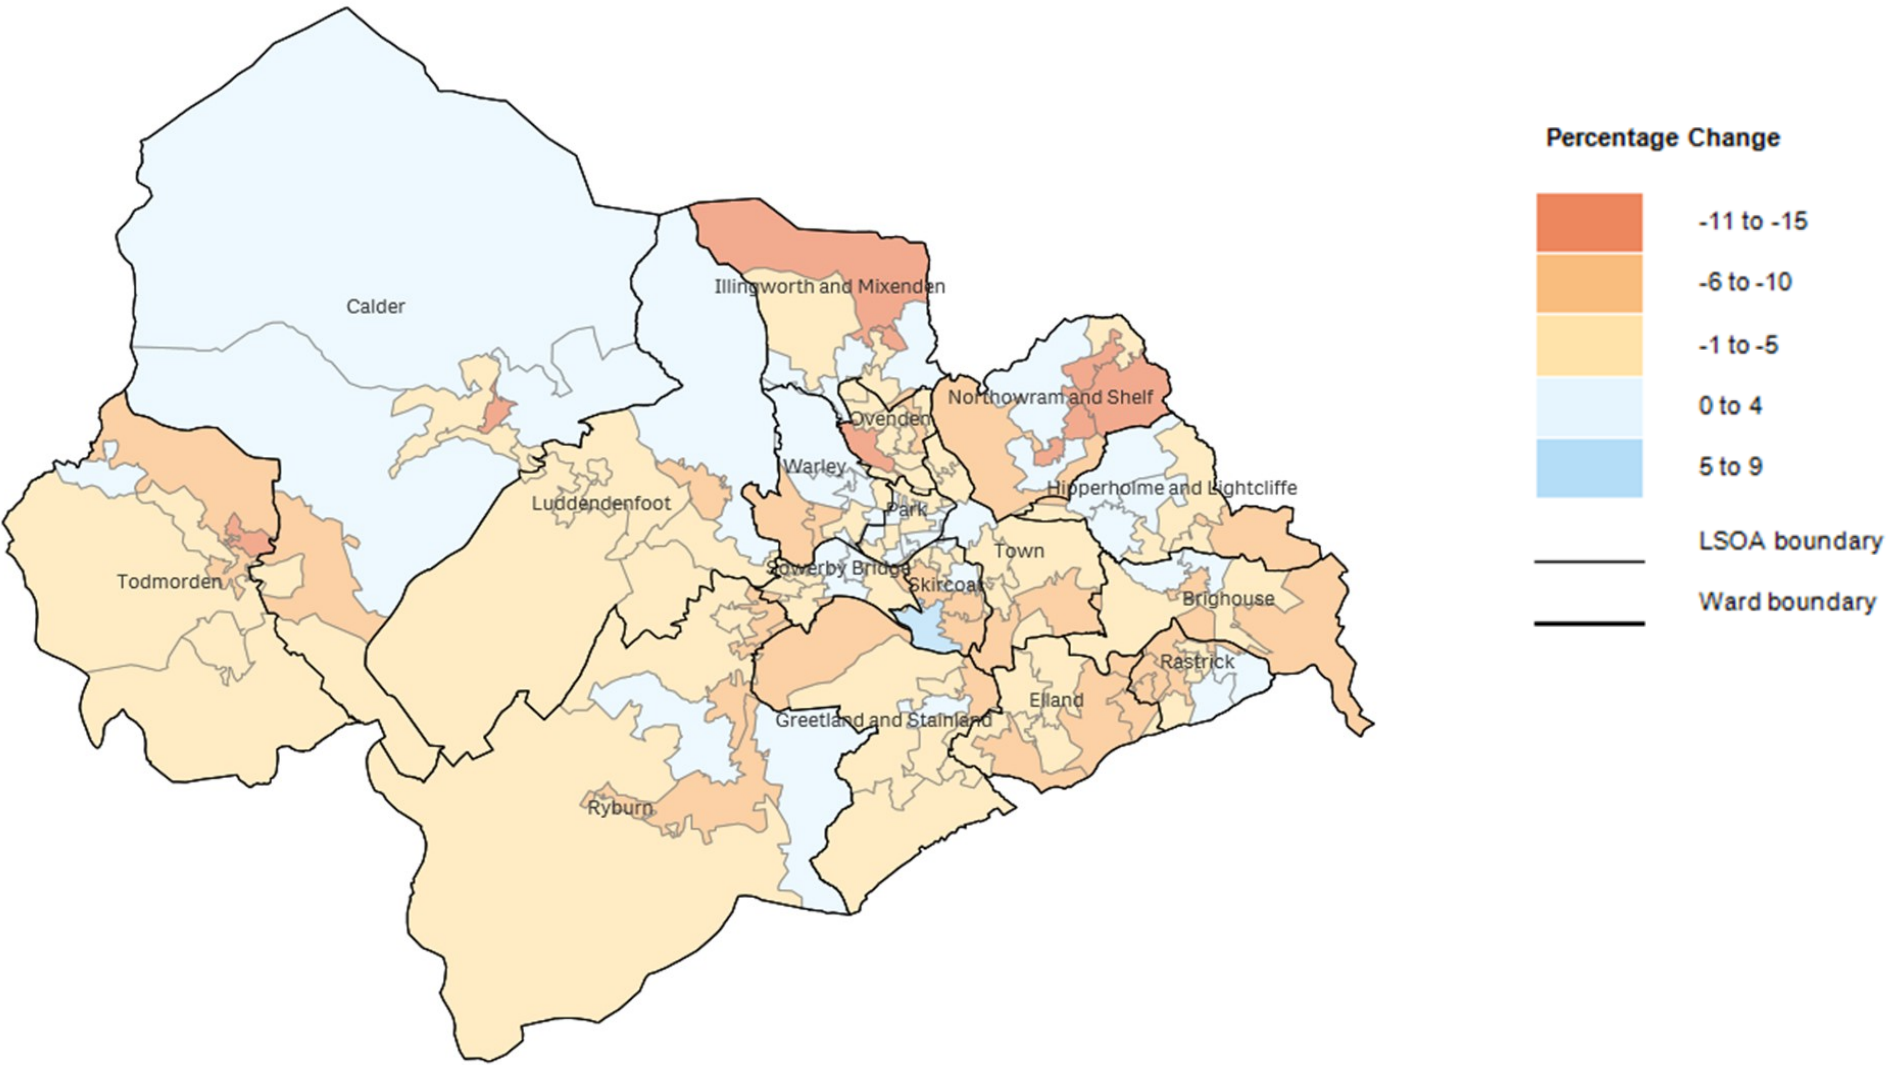 Percentage Change
-11 to -15
-6 to -10
-1 to -5
0 to 4
5 to 9
LSOA boundary
Ward boundary
Illingworth and Mixenden
Calder
Northowram and Shelf
Ovenden
Warley
Hipperholme and Lightcliffe
Luddendenfoot
Park
Town
Sowerby Bridge
Todmorden
Skircoat
Brighouse
Rastrick
Elland
Greetland and Stainland
Ryburn